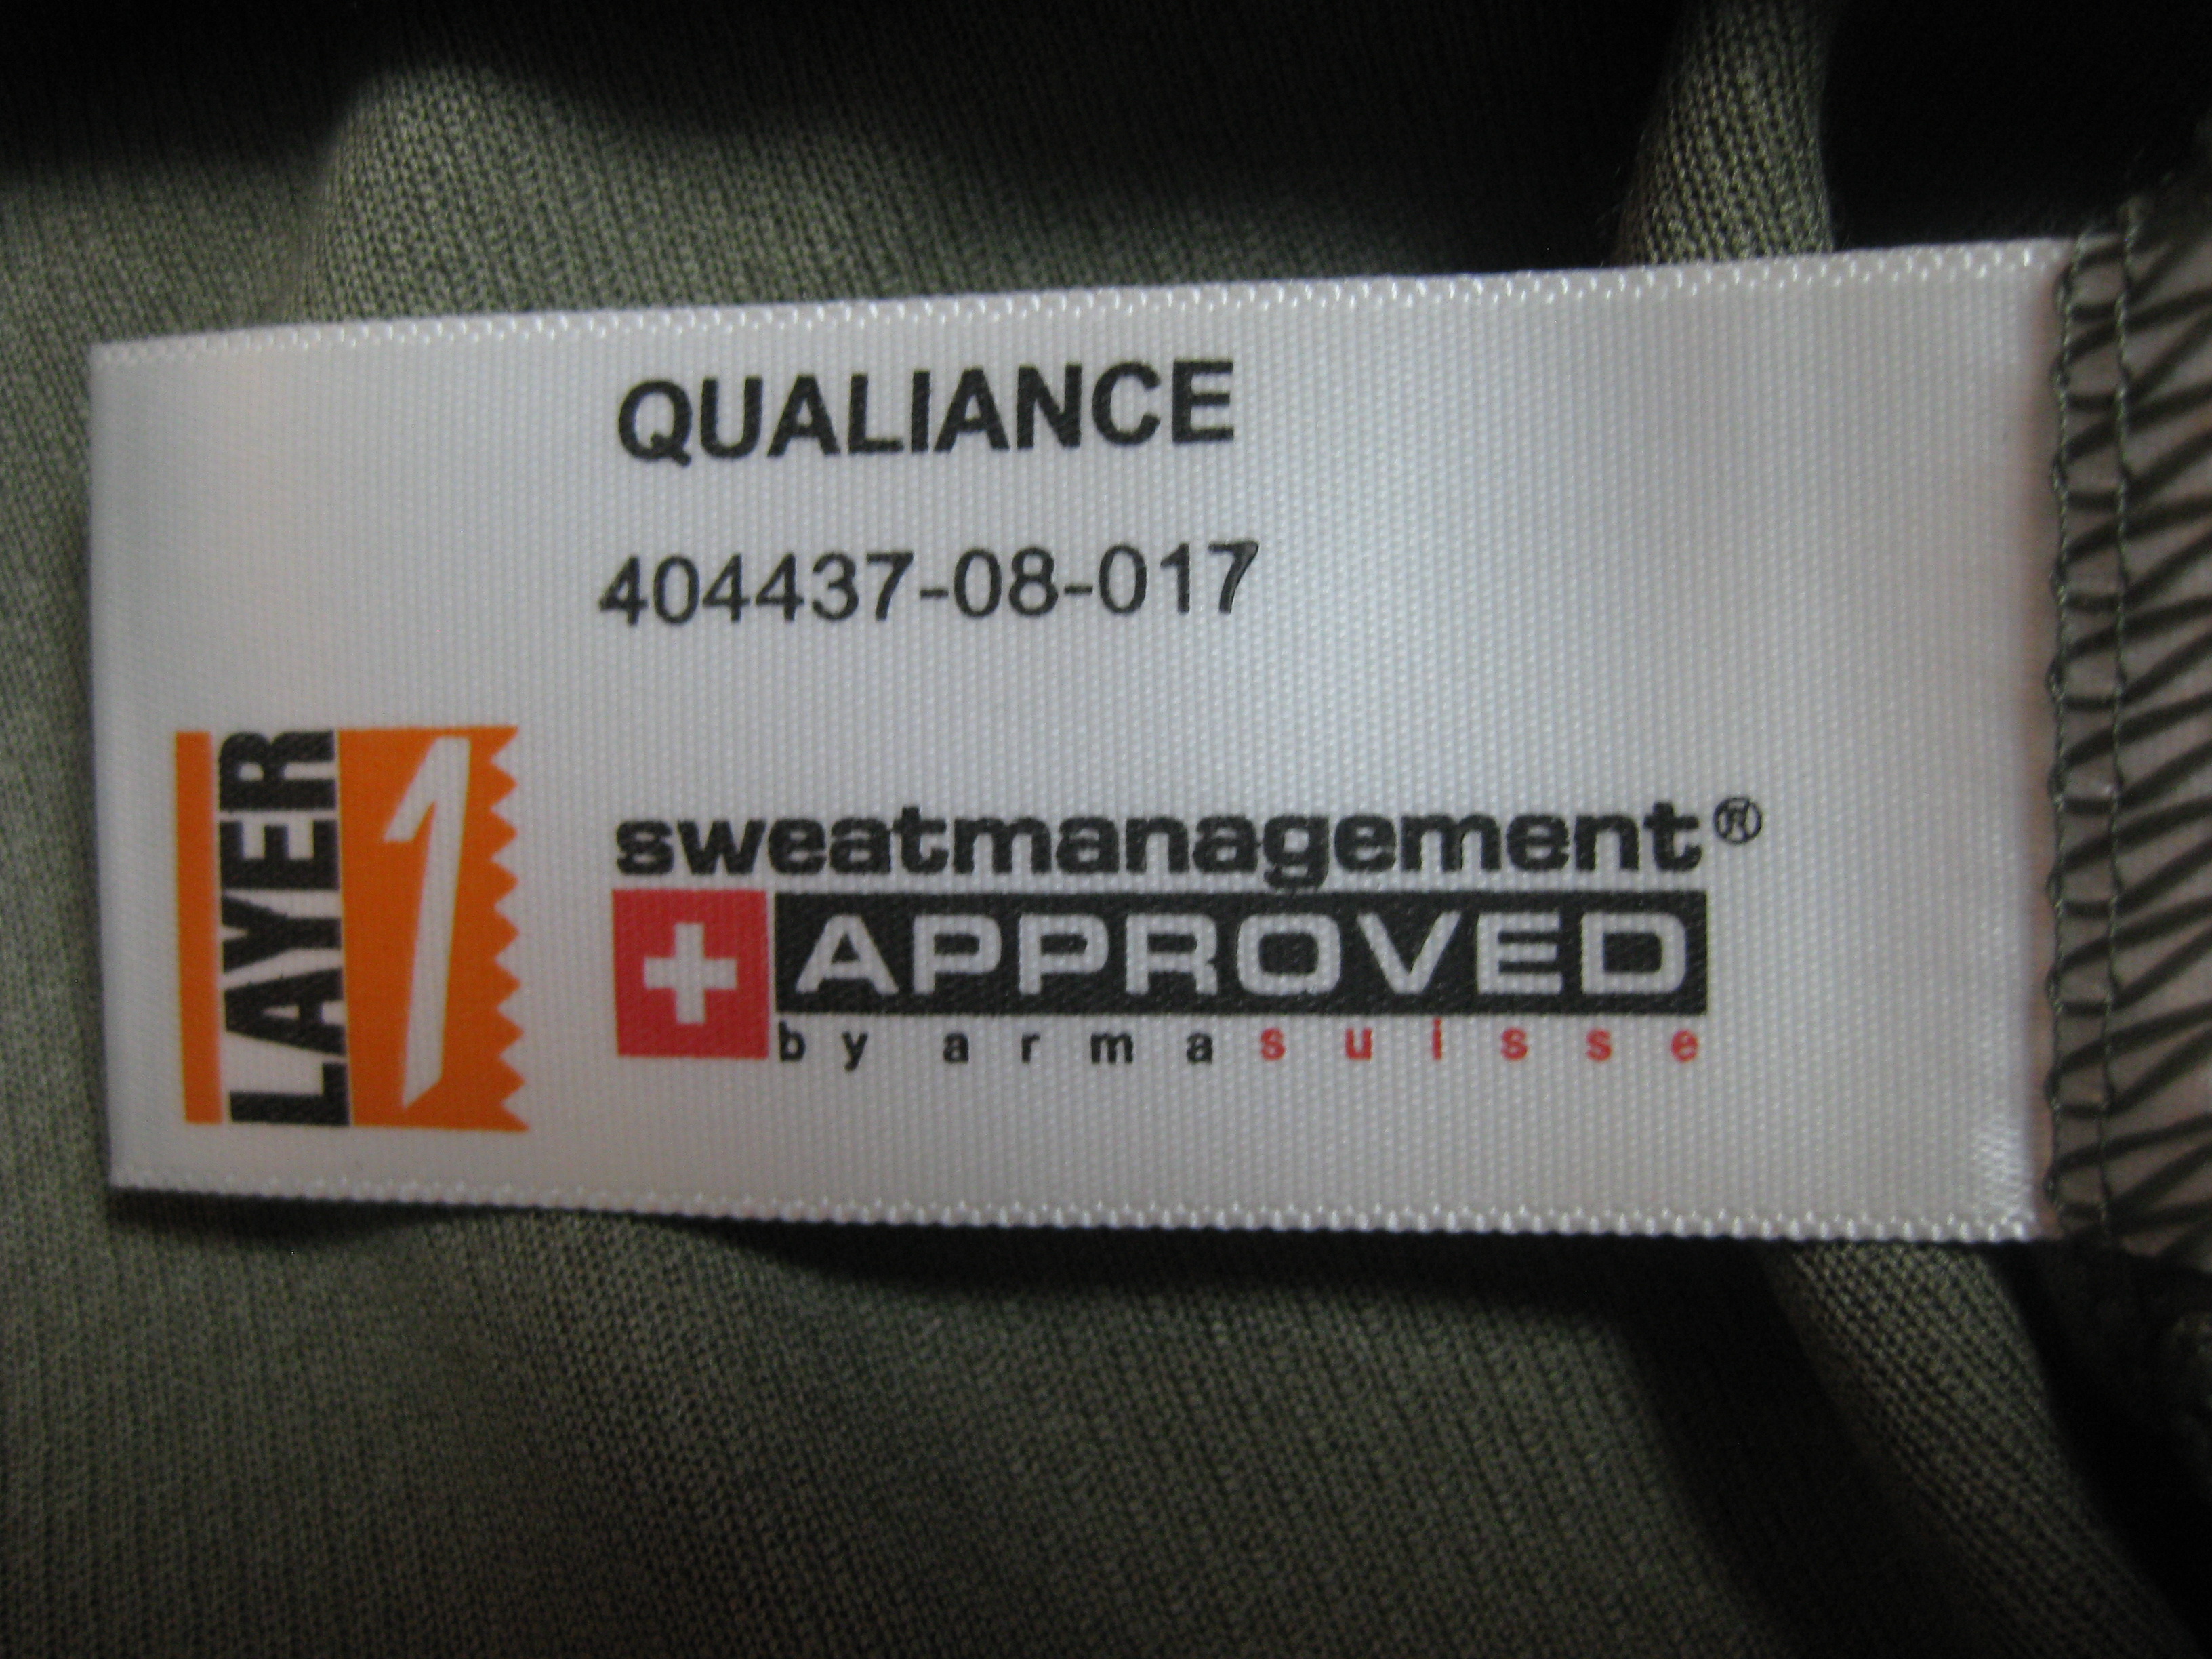 QUALIANCE
404437-08-017
LAYER 1
sweatmanagement®
APPROVED
by armasuisse